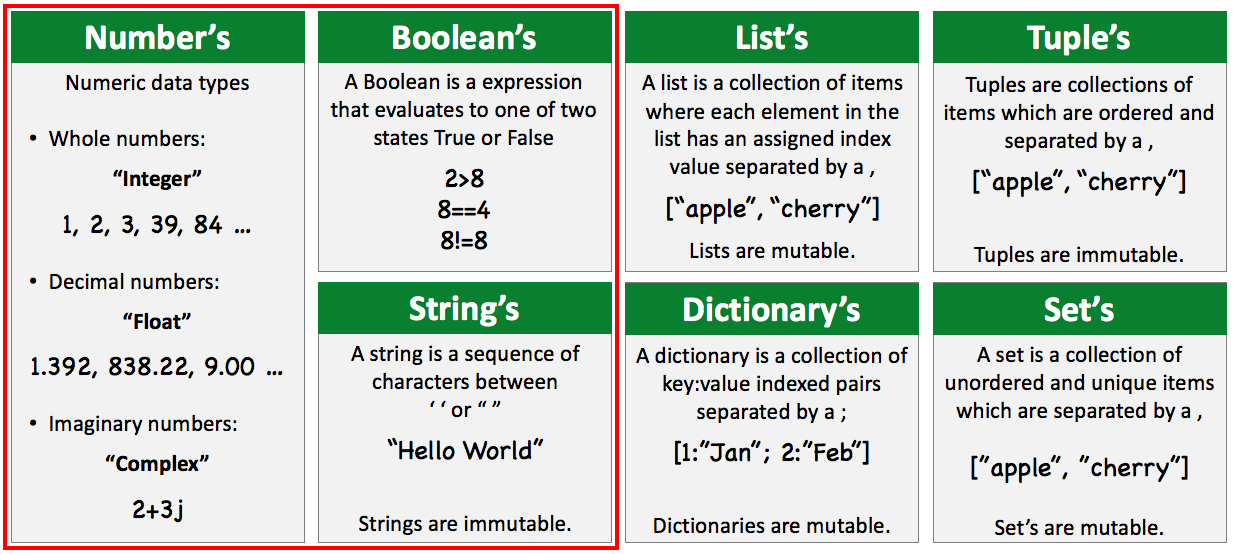 Number's
Numeric data types
• Whole numbers:
“Integer”
1, 2, 3, 39, 84 ...
• Decimal numbers:
“Float”
1.392, 838.22, 9.00 ...
• Imaginary numbers:
“Complex”
2+3j
Boolean’s
A Boolean is a expression
that evaluates to one of two
states True or False
2>8
8==4
8!=8
String’s
A string is a sequence of
characters between
‘ ‘ or “ ”
“Hello World”
Strings are immutable.
List’s
A list is a collection of items
where each element in the
list has an assigned index
value separated by a ,
[“apple”, “cherry”]
Lists are mutable.
Tuple’s
Tuples are collections of
items which are ordered and
separated by a ,
[“apple”, “cherry”]
Tuples are immutable.
Dictionary’s
A dictionary is a collection of
key:value indexed pairs
separated by a ;
[1:”Jan”; 2:”Feb”]
Dictionaries are mutable.
Set’s
A set is a collection of
unordered and unique items
which are separated by a ,
[”apple”, ”cherry”]
Set’s are mutable.